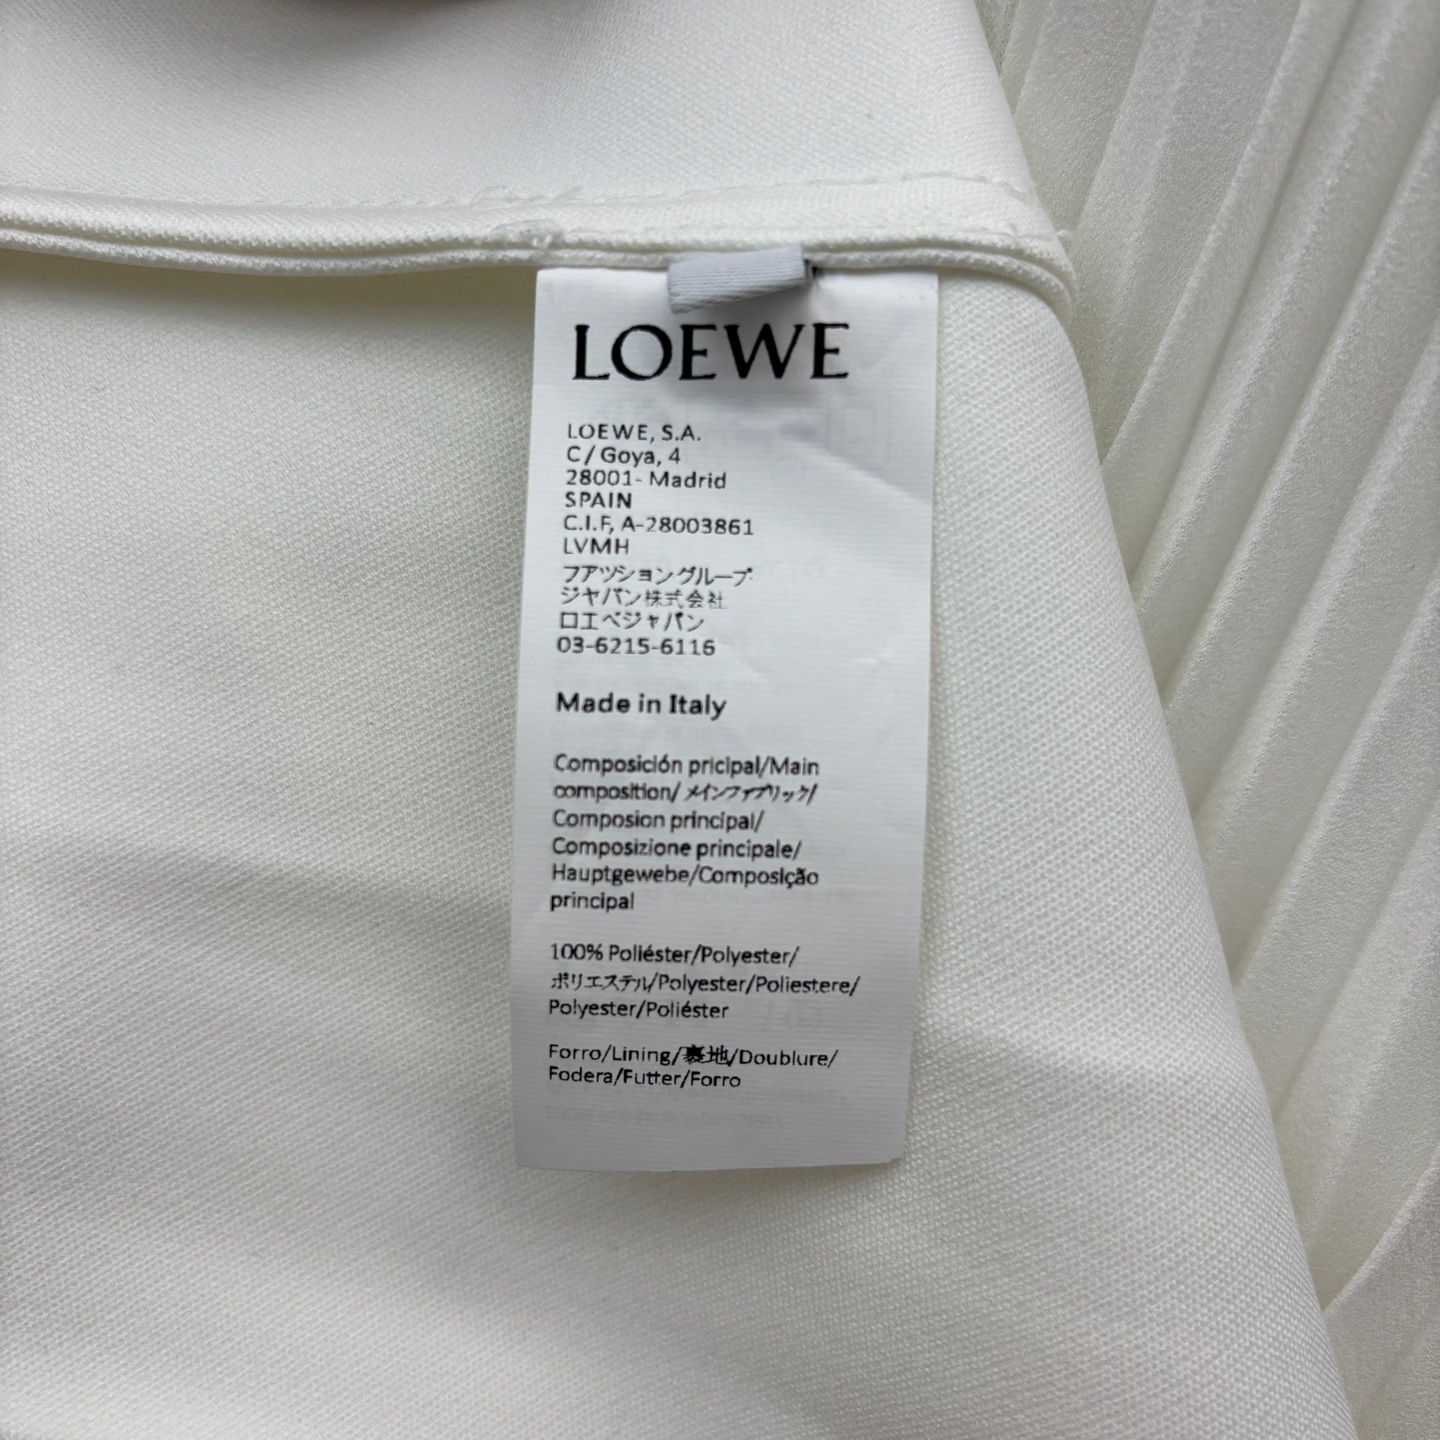 LOEWE
LOEWE, S.A.
C/ Goya, 4
28001- Madrid
SPAIN
C.I.F, A-28003861
LVMH
フアツショングループ
ジヤパン株式会社
ロエベジャパン
03-6215-6116
Made in Italy
Composición pricipal/Main
composition/ メインファブリック/
Composion principal/
Composizione principale/
Hauptgewebe/Composição
principal
100% Poliéster/Polyester/
ポリエステル/Polyester/Poliestere/
Polyester/Poliéster
Forro/Lining/裏地/Doublure/
Fodera/Futter/Forro